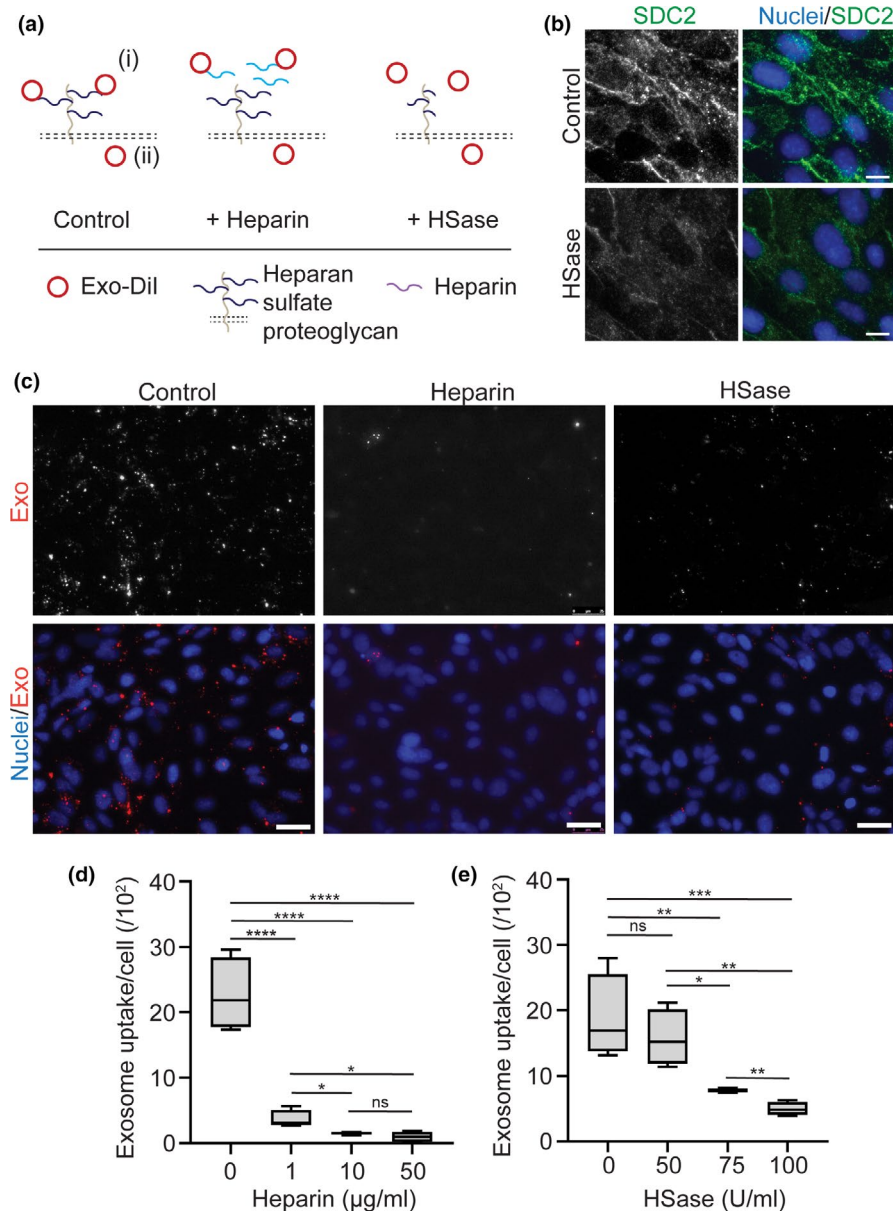 (a)
(i)
(ii)
Control
+ Heparin
+ HSase
Exo-DiI
Heparan
sulfate
proteoglycan
Heparin
(b)
SDC2
Nuclei/SDC2
Control
HSase
(c)
Control
Heparin
HSase
Exo
Nuclei/Exo
(d)
Exosome uptake/cell (/10²)
40
30
20
10
0
****
****
****
*
*
ns
0 1 10 50
Heparin (µg/ml)
(e)
Exosome uptake/cell (/10²)
40
30
20
10
0
***
**
ns
**
*
**
0 50 75 100
HSase (U/ml)